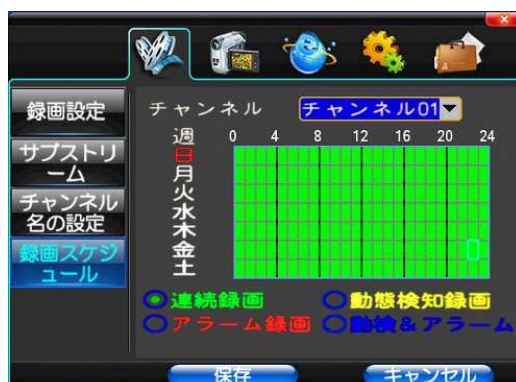 録画設定
サブストリ
ーム
チャンネル
名の設定
録画スケジ
ュール
チャンネル チャンネル01
週 0 4 8 12 16 20 24
日
月
火
水
木
金
土
連続録画 動態検知録画
アラーム録画 動検&アラーム
保存 キャンセル